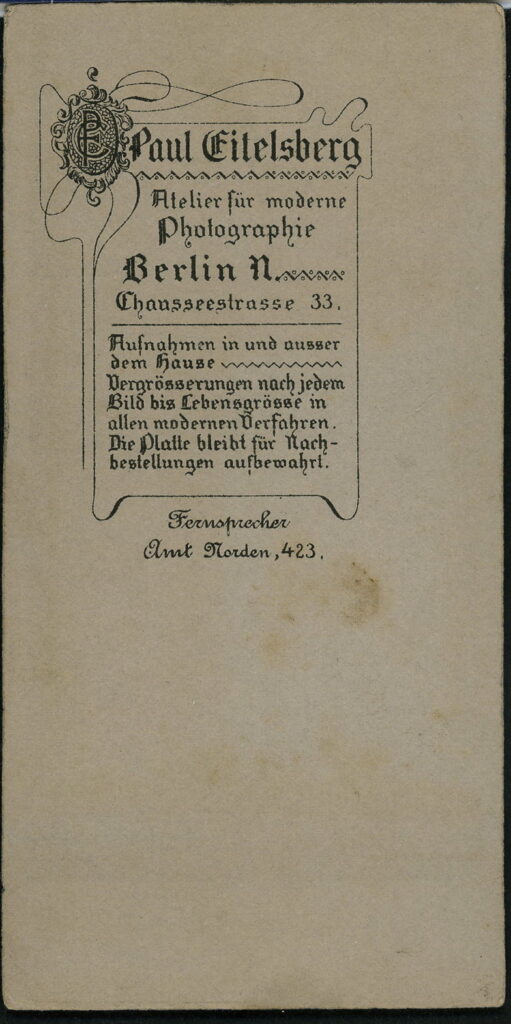 PE
Paul Eitelsberg
Atelier für moderne
Photographie
Berlin N.
Chausseestrasse 33.
Aufnahmen in und ausser
dem Hause
Vergrösserungen nach jedem
Bild bis Lebensgrösse in
allen modernen Verfahren.
Die Platte bleibt für Nach-
bestellungen aufbewahrt.
Fernsprecher
Amt Norden, 423.